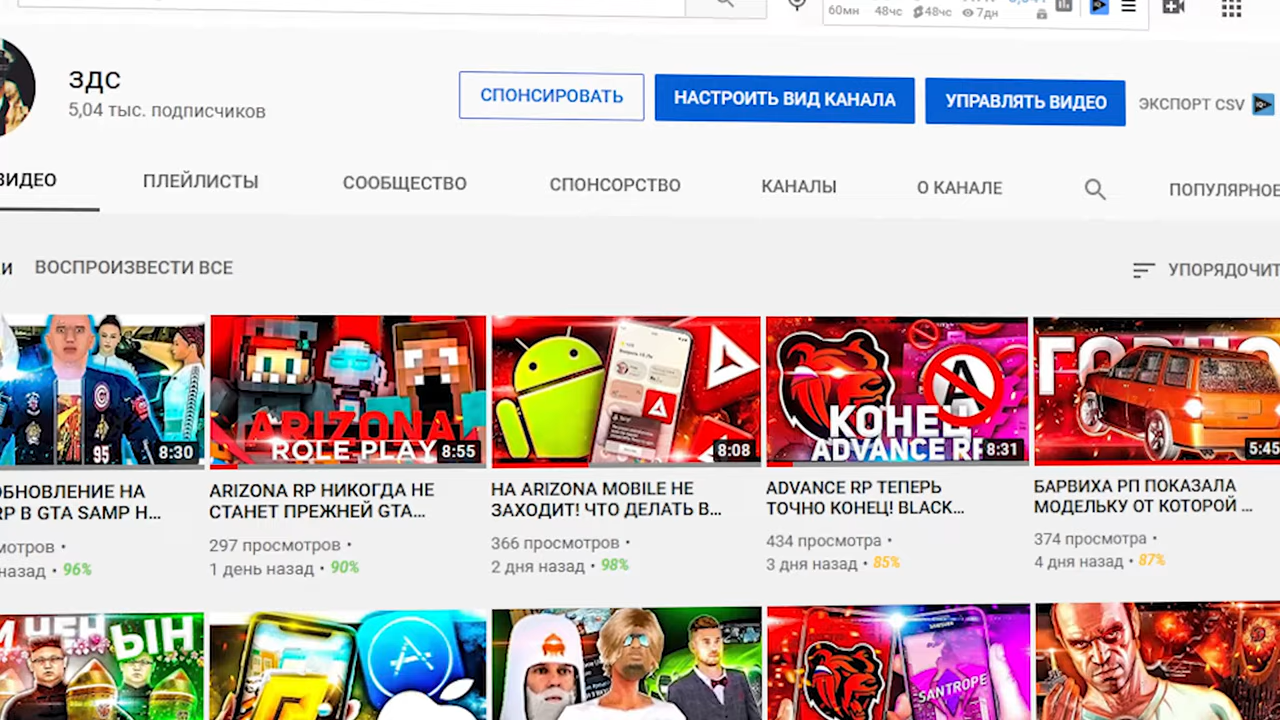 60мн 48чс 48чс 7дн
ЗДС
5,04 тыс. подписчиков
СПОНСИРОВАТЬ
НАСТРОИТЬ ВИД КАНАЛА
УПРАВЛЯТЬ ВИДЕО
ЭКСПОРТ CSV
ВИДЕО
ПЛЕЙЛИСТЫ
СООБЩЕСТВО
СПОНСОРСТВО
КАНАЛЫ
О КАНАЛЕ
ПОПУЛЯРНОЕ
ВОСПРОИЗВЕСТИ ВСЕ
УПОРЯДОЧИТ
95
8:30
ARIZONA
ROLE PLAY
8:55
8:08
A
КОНЕЦ
ADVANCE RP
8:31
5:45
ОБНОВЛЕНИЕ НА
RP В GTA SAMP Н...
мотров •
назад • 96%
ARIZONA RP НИКОГДА НЕ
СТАНЕТ ПРЕЖНЕЙ GTA...
297 просмотров •
1 день назад • 90%
НА ARIZONA MOBILE НЕ
ЗАХОДИТ! ЧТО ДЕЛАТЬ В...
366 просмотров •
2 дня назад • 98%
ADVANCE RP ТЕПЕРЬ
ТОЧНО КОНЕЦ! BLACK...
434 просмотра •
3 дня назад • 85%
БАРВИХА РП ПОКАЗАЛА
МОДЕЛЬКУ ОТ КОТОРОЙ ...
374 просмотра •
4 дня назад • 87%
ЫН
SAMSUNG
SANTROPE